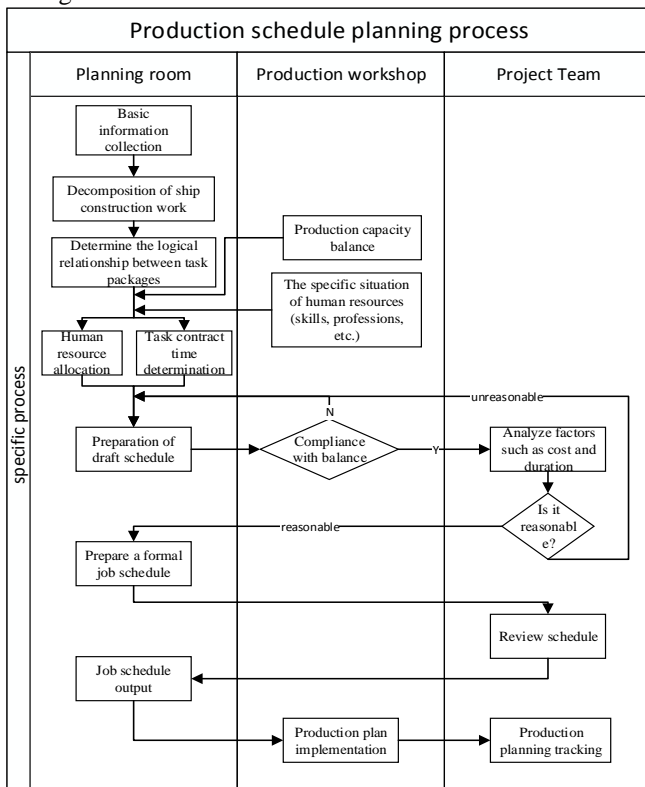 Production schedule planning process
Planning room
Production workshop
Project Team
specific process
Basic
information
collection
Decomposition of ship
construction work
Determine the logical
relationship between task
packages
Production capacity
balance
The specific situation
of human resources
(skills, professions,
etc.)
Human
resource
allocation
Task contract
time
determination
unreasonable
N
Preparation of
draft schedule
Compliance
with balance
Y
Analyze factors
such as cost and
duration
Is it
reasonabl
e?
reasonable
Prepare a formal
job schedule
Review schedule
Job schedule
output
Production plan
implementation
Production
planning tracking